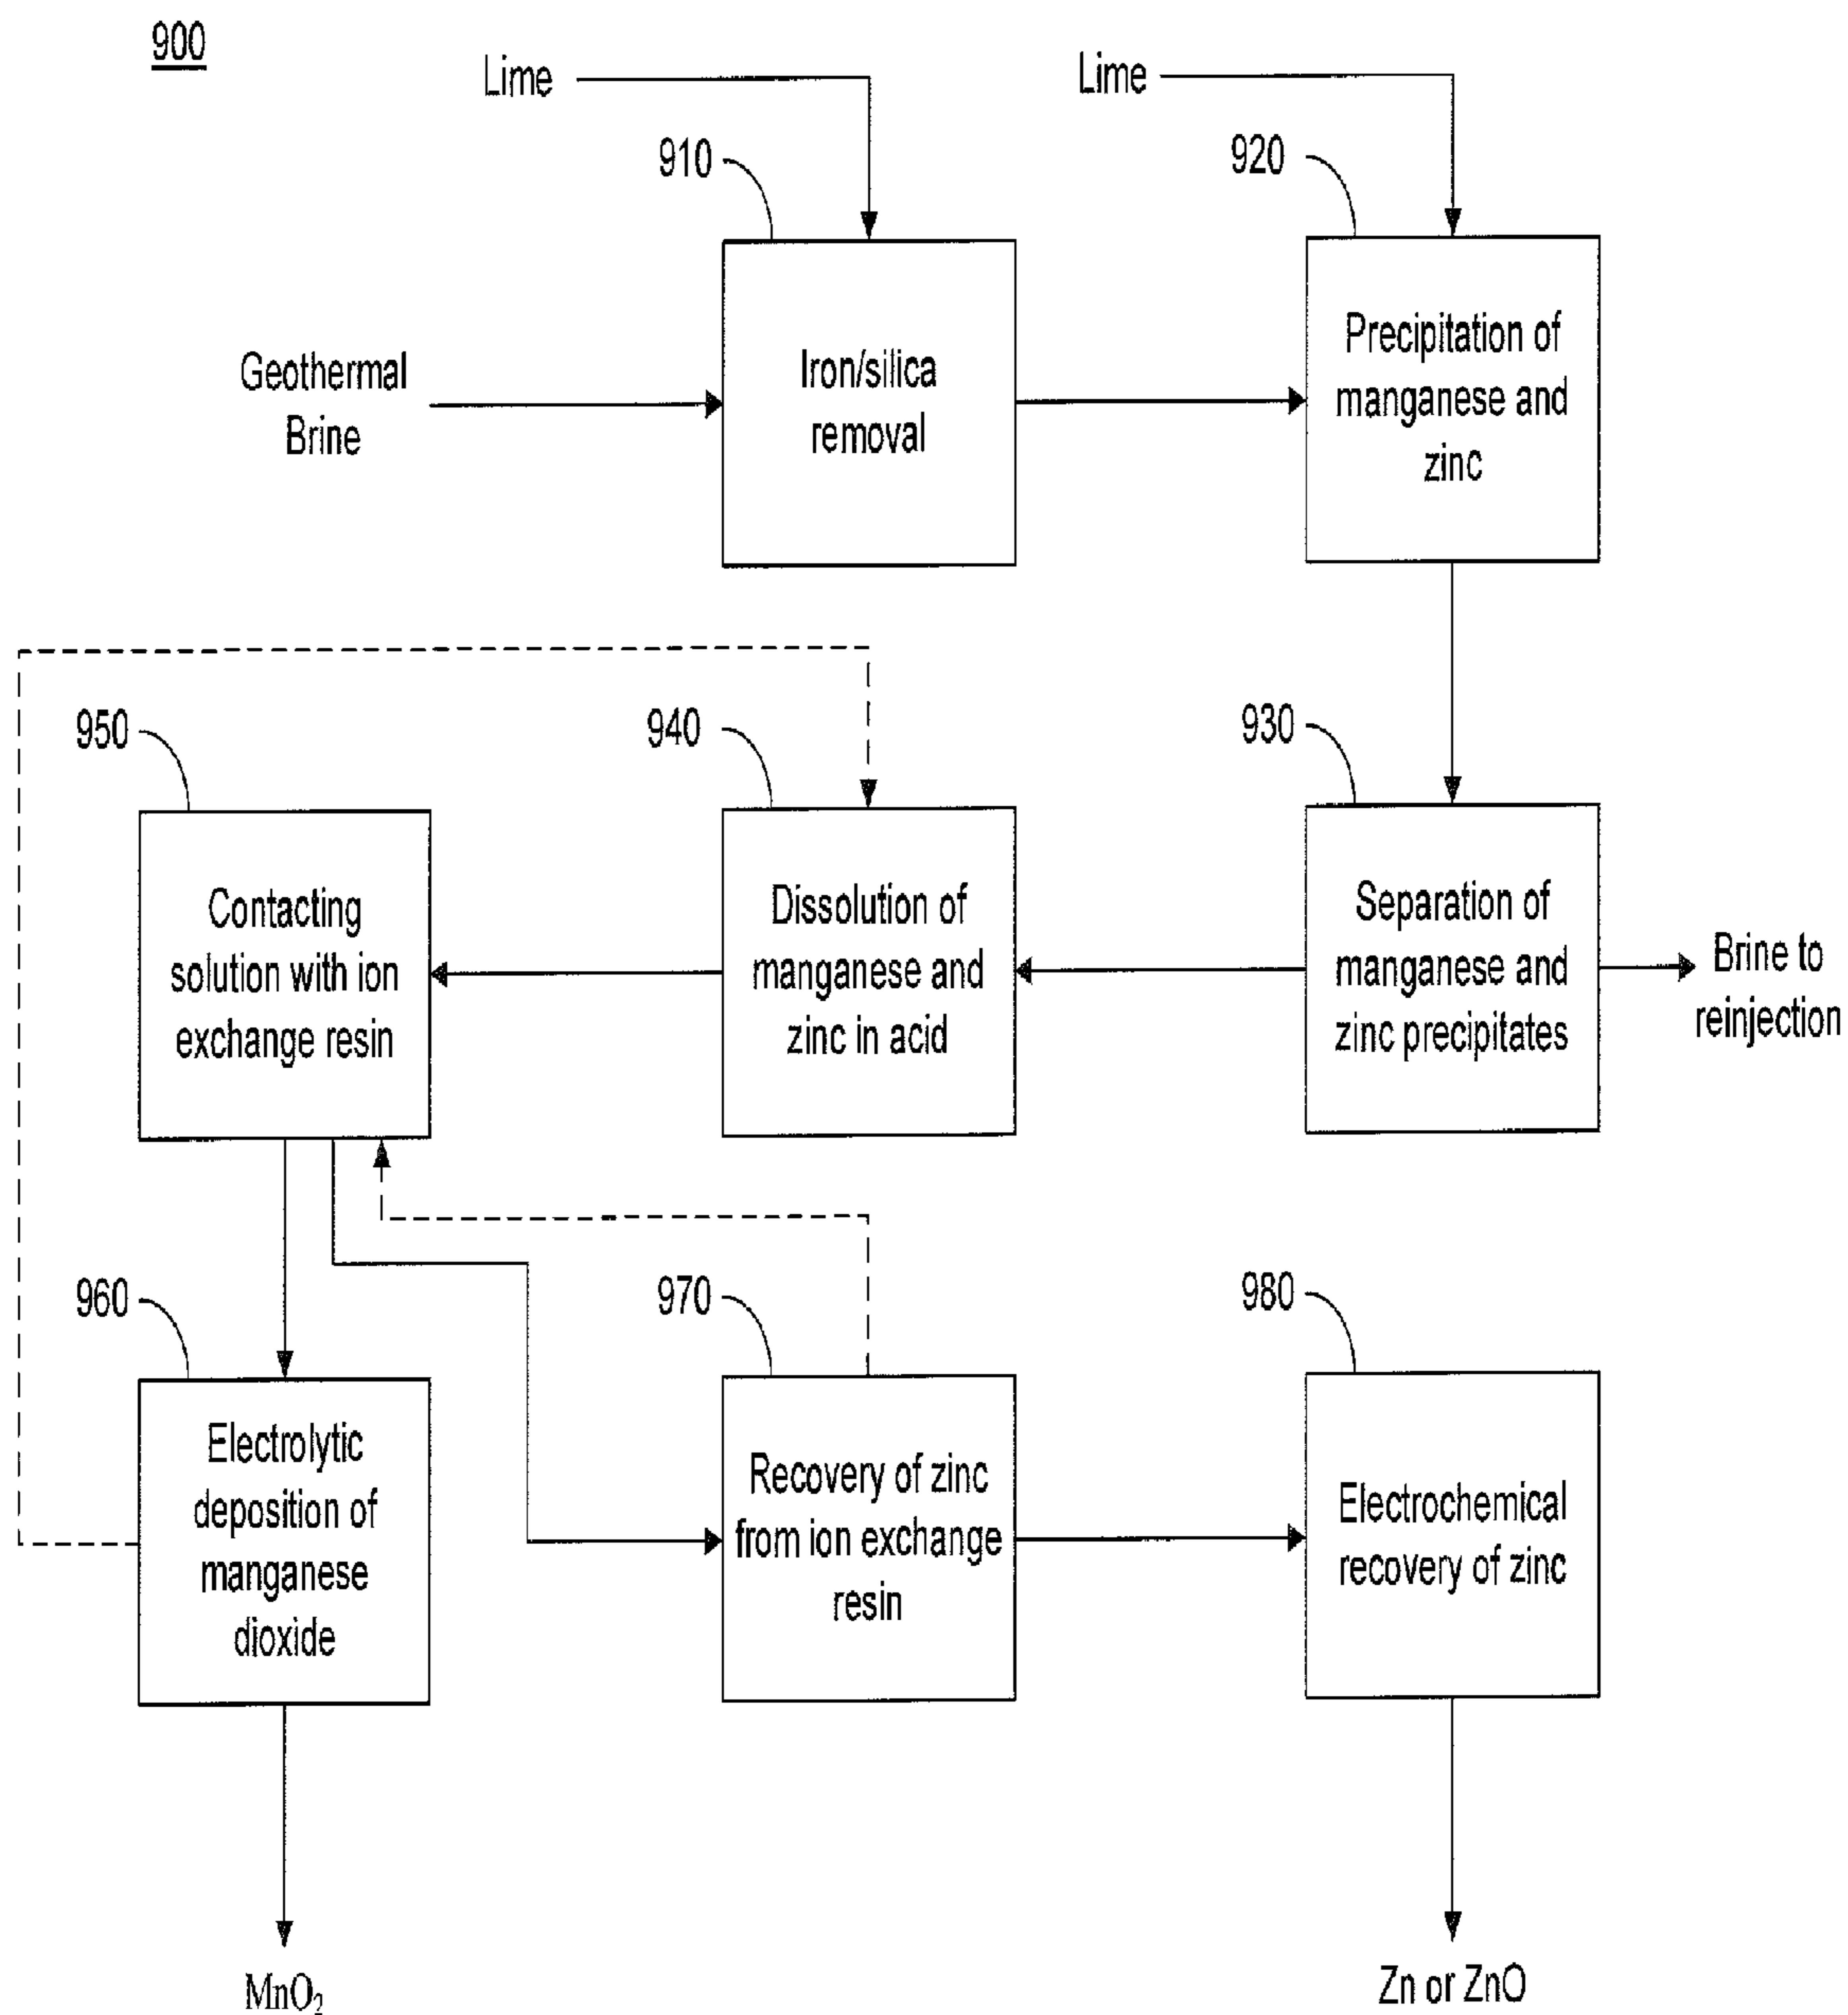 900
Lime
Lime
910
920
Geothermal
Brine
Iron/silica
removal
Precipitation of
manganese and
zinc
950
940
930
Contacting
solution with ion
exchange resin
Dissolution of
manganese and
zinc in acid
Separation of
manganese and
zinc precipitates
Brine to
reinjection
960
970
980
Electrolytic
deposition of
manganese
dioxide
Recovery of zinc
from ion exchange
resin
Electrochemical
recovery of zinc
MnO₂
Zn or ZnO